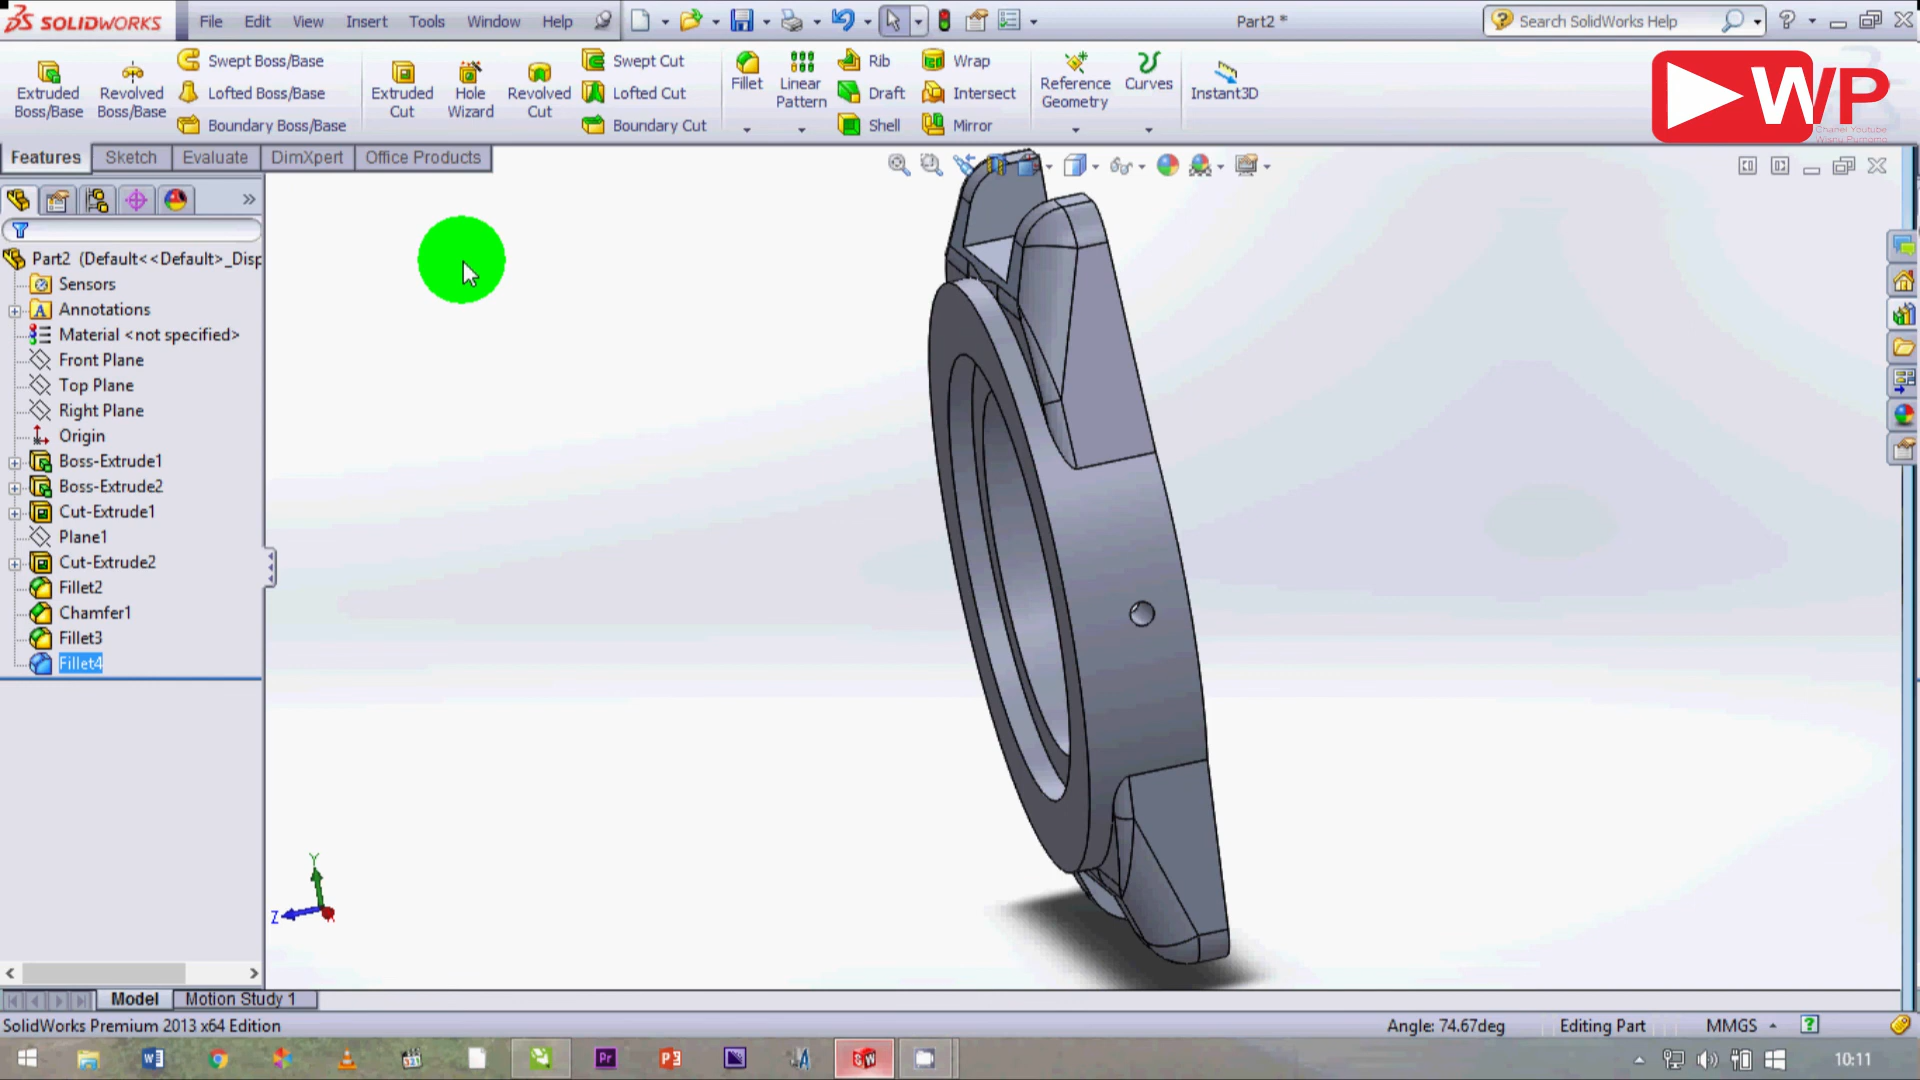 SOLIDWORKS File Edit View Insert Tools Window Help Part2 * Search SolidWorks Help
Extruded Boss/Base
Revolved Boss/Base
Swept Boss/Base
Lofted Boss/Base
Boundary Boss/Base
Extruded Cut
Hole Wizard
Revolved Cut
Swept Cut
Lofted Cut
Boundary Cut
Fillet
Linear Pattern
Rib
Draft
Shell
Wrap
Intersect
Mirror
Reference Geometry
Curves
Instant3D
WP
Chanel Youtube
Wisnu Purnomo
Features Sketch Evaluate DimXpert Office Products
Part2 (Default<<Default>_Disp
Sensors
Annotations
Material <not specified>
Front Plane
Top Plane
Right Plane
Origin
Boss-Extrude1
Boss-Extrude2
Cut-Extrude1
Plane1
Cut-Extrude2
Fillet2
Chamfer1
Fillet3
Fillet4
Y
Z
Model Motion Study 1
SolidWorks Premium 2013 x64 Edition Angle: 74.67deg Editing Part MMGS
10:11